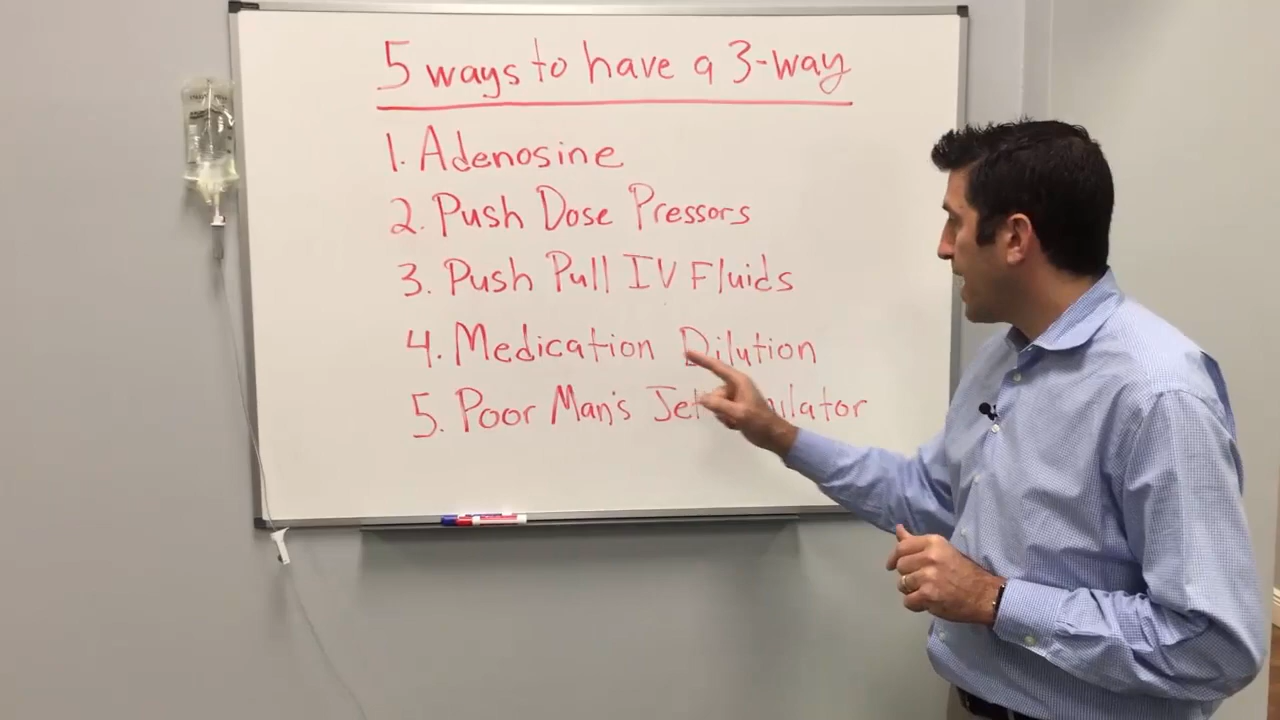 5 ways to have a 3-way
1. Adenosine
2. Push Dose Pressors
3. Push Pull IV Fluids
4. Medication Dilution
5. Poor Man's Jet